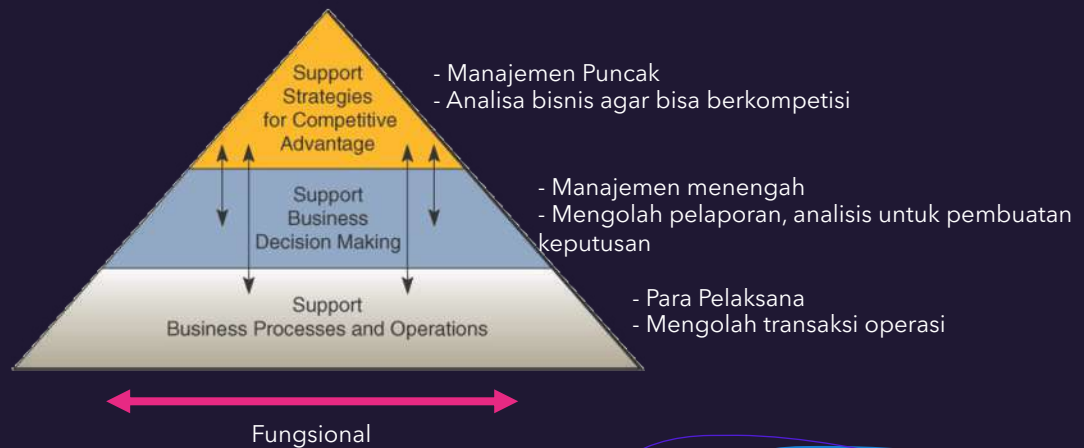 Support
Strategies
for Competitive
Advantage
- Manajemen Puncak
- Analisa bisnis agar bisa berkompetisi
Support
Business
Decision Making
- Manajemen menengah
- Mengolah pelaporan, analisis untuk pembuatan
keputusan
Support
Business Processes and Operations
- Para Pelaksana
- Mengolah transaksi operasi
Fungsional